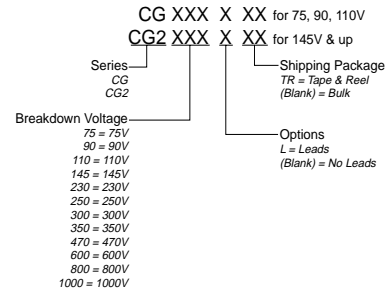 CG XXX X XX for 75, 90, 110V
CG2 XXX X XX for 145V & up
Series
CG
CG2
Shipping Package
TR = Tape & Reel
(Blank) = Bulk
Breakdown Voltage
75 = 75V
90 = 90V
110 = 110V
145 = 145V
230 = 230V
250 = 250V
300 = 300V
350 = 350V
470 = 470V
600 = 600V
800 = 800V
1000 = 1000V
Options
L = Leads
(Blank) = No Leads